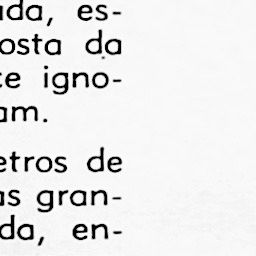 ada, es-
osta da
ce igno-
am.
etros de
as gran-
da, en-